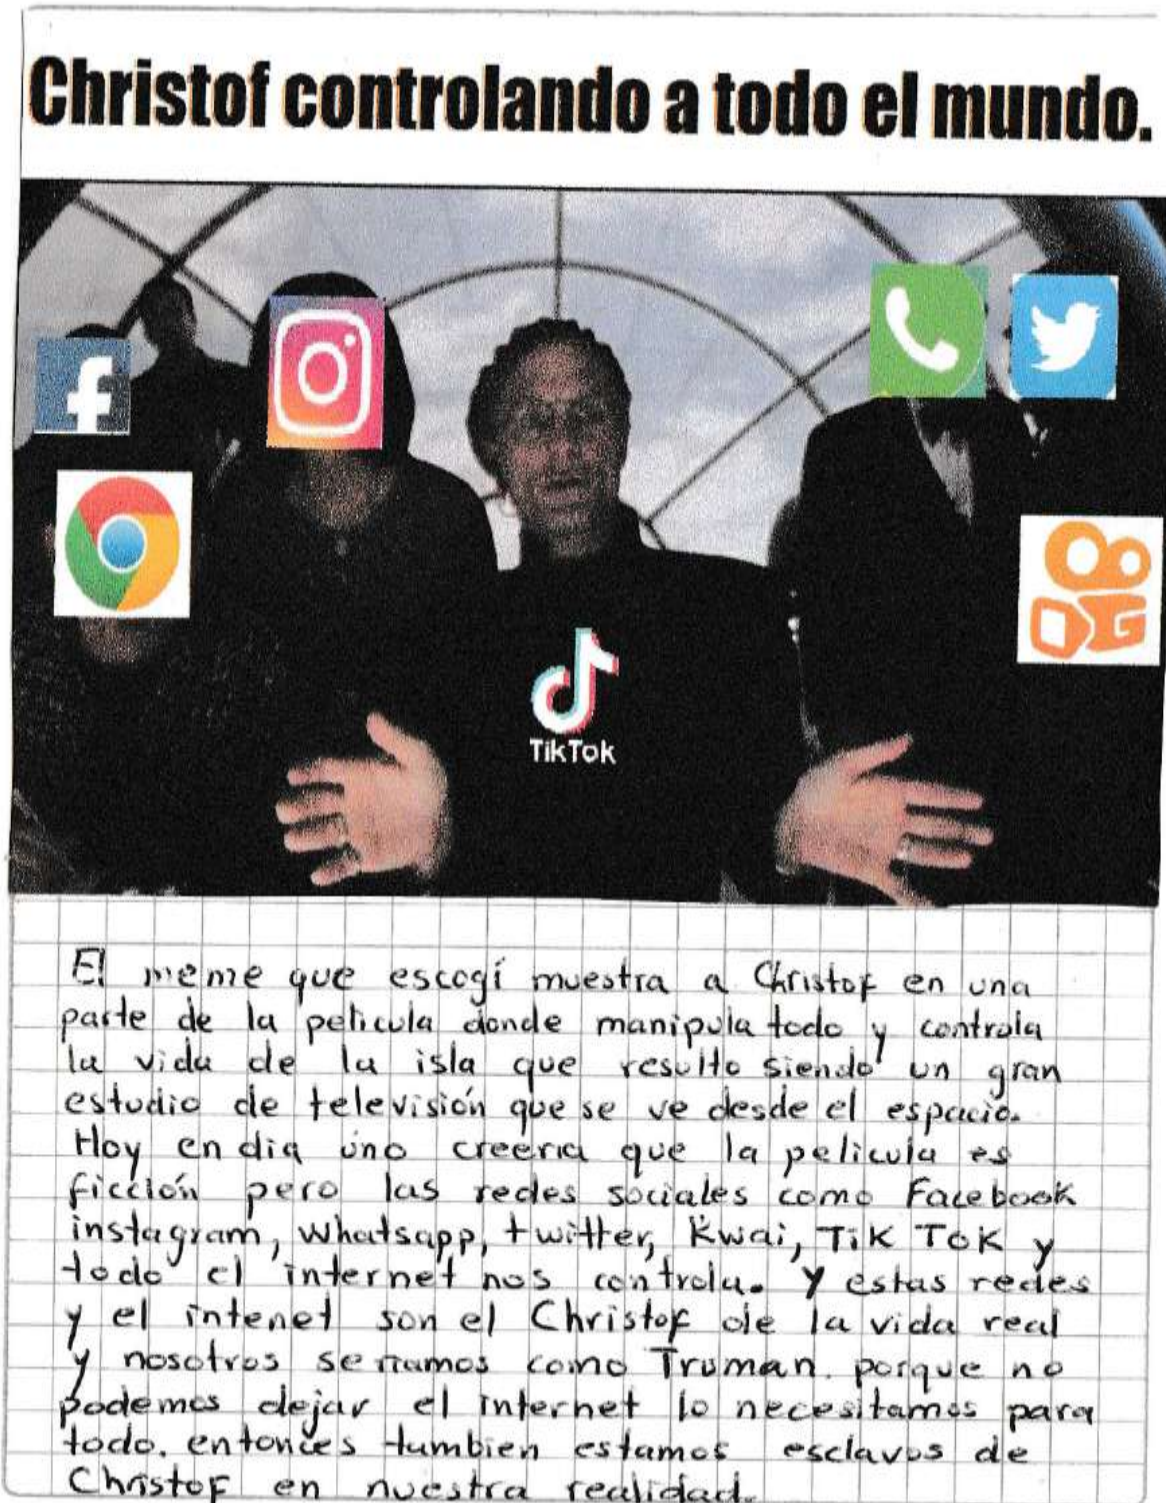 Christof controlando a todo el mundo.
TikTok
El meme que escogí muestra a Christof en una
parte de la pelicula donde manipula todo y controla
la vida de la isla que resulto siendo un gran
estudio de televisión que se ve desde el espacio.
Hoy en dia uno creeria que la pelicula es
ficción pero las redes sociales como Facebook
instagram, whatsapp, twitter, Kwai, TiK ToK y
todo el internet nos controla. Y estas redes
y el intenet son el Christof de la vida real
y nosotros seriamos como Truman. porque no
podemos dejar el internet lo necesitamos para
todo. entonces tambien estamos esclavos de
Christof en nuestra realidad.